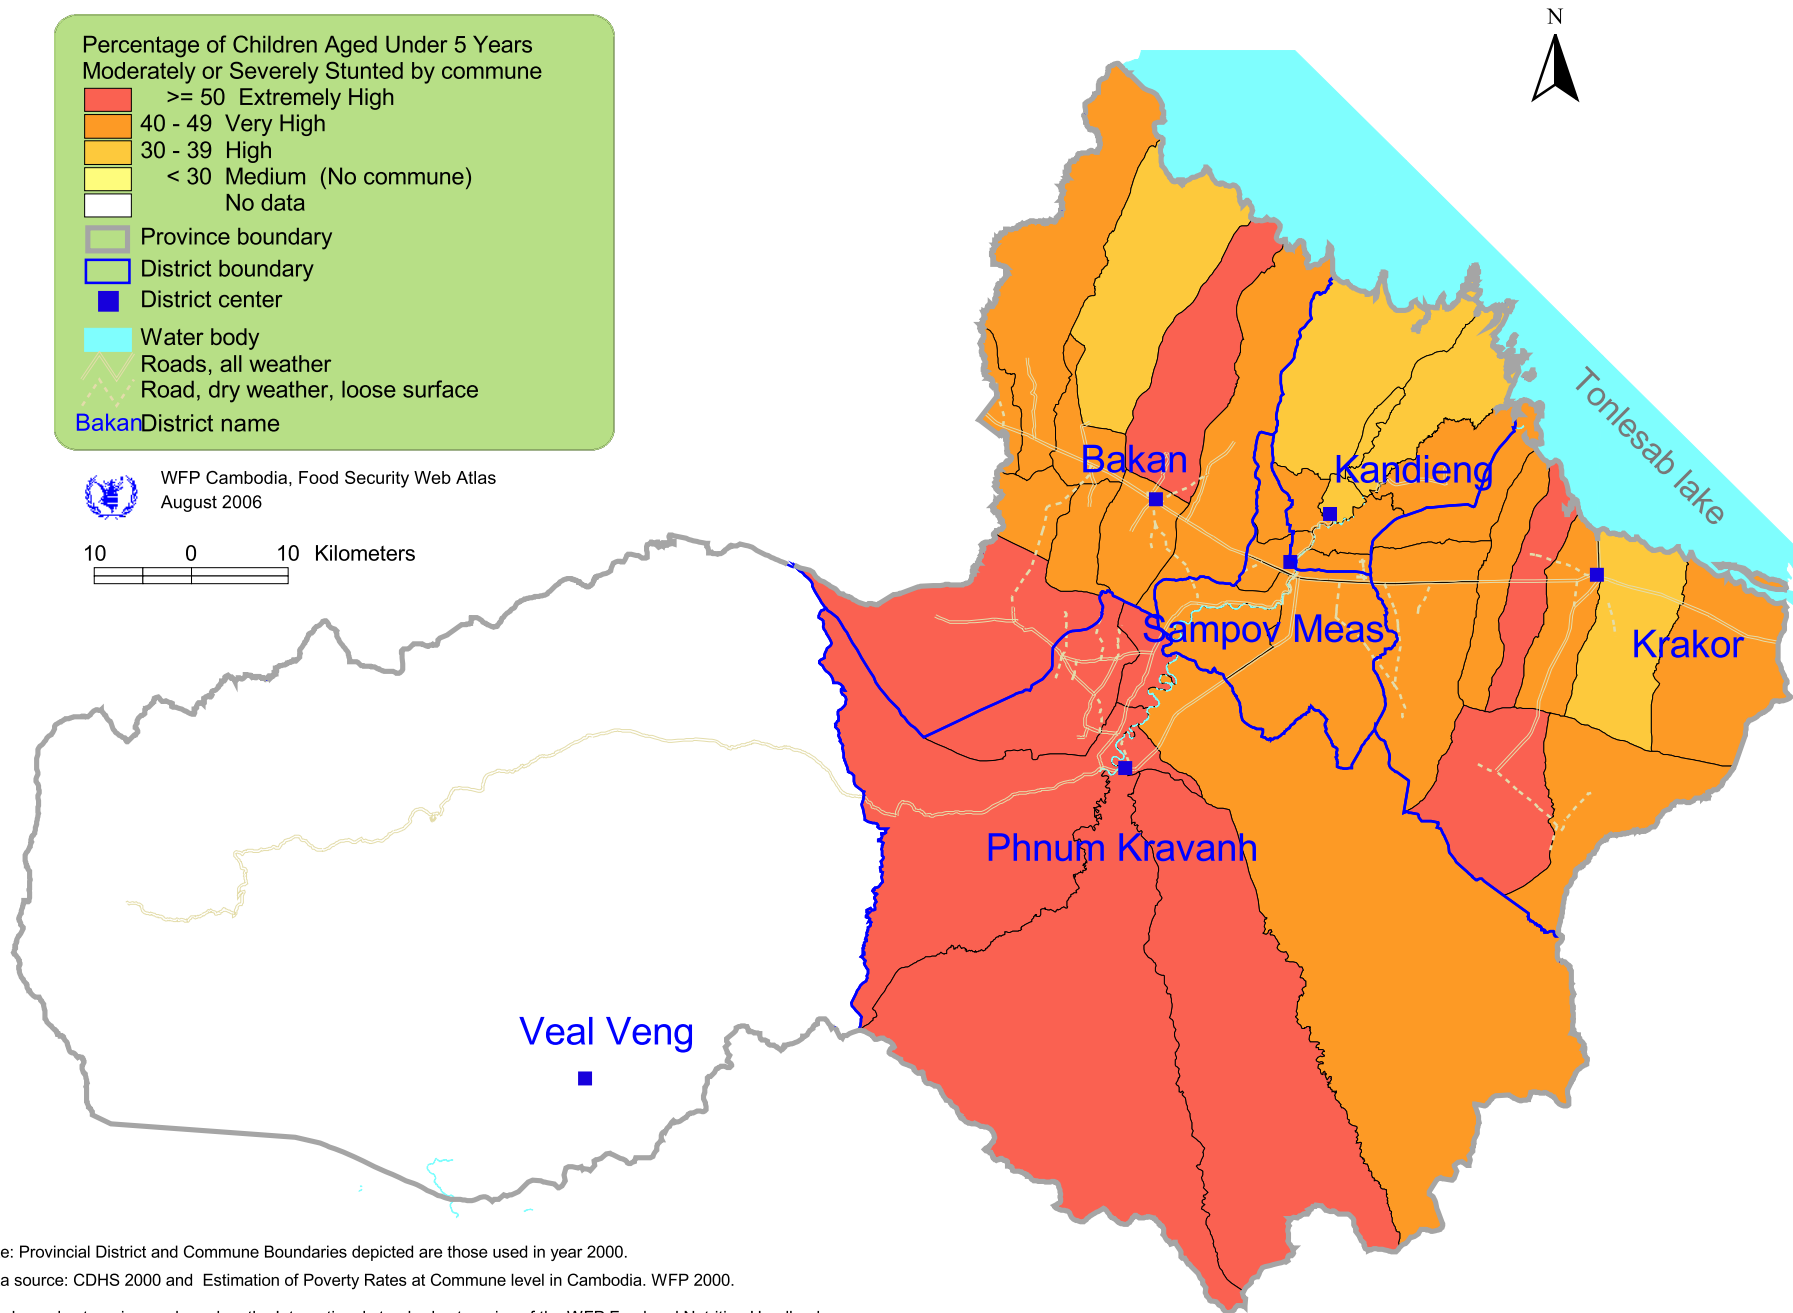 Percentage of Children Aged Under 5 Years
Moderately or Severely Stunted by commune
>= 50 Extremely High
40 - 49 Very High
30 - 39 High
< 30 Medium (No commune)
No data
Province boundary
District boundary
District center
Water body
Roads, all weather
Road, dry weather, loose surface
Bakan District name
WFP Cambodia, Food Security Web Atlas
August 2006
10 0 10 Kilometers
N
Tonlesab lake
Bakan
Kandieng
Sampov Meas
Krakor
Phnum Kravanh
Veal Veng
e: Provincial District and Commune Boundaries depicted are those used in year 2000.
a source: CDHS 2000 and Estimation of Poverty Rates at Commune level in Cambodia. WFP 2000.